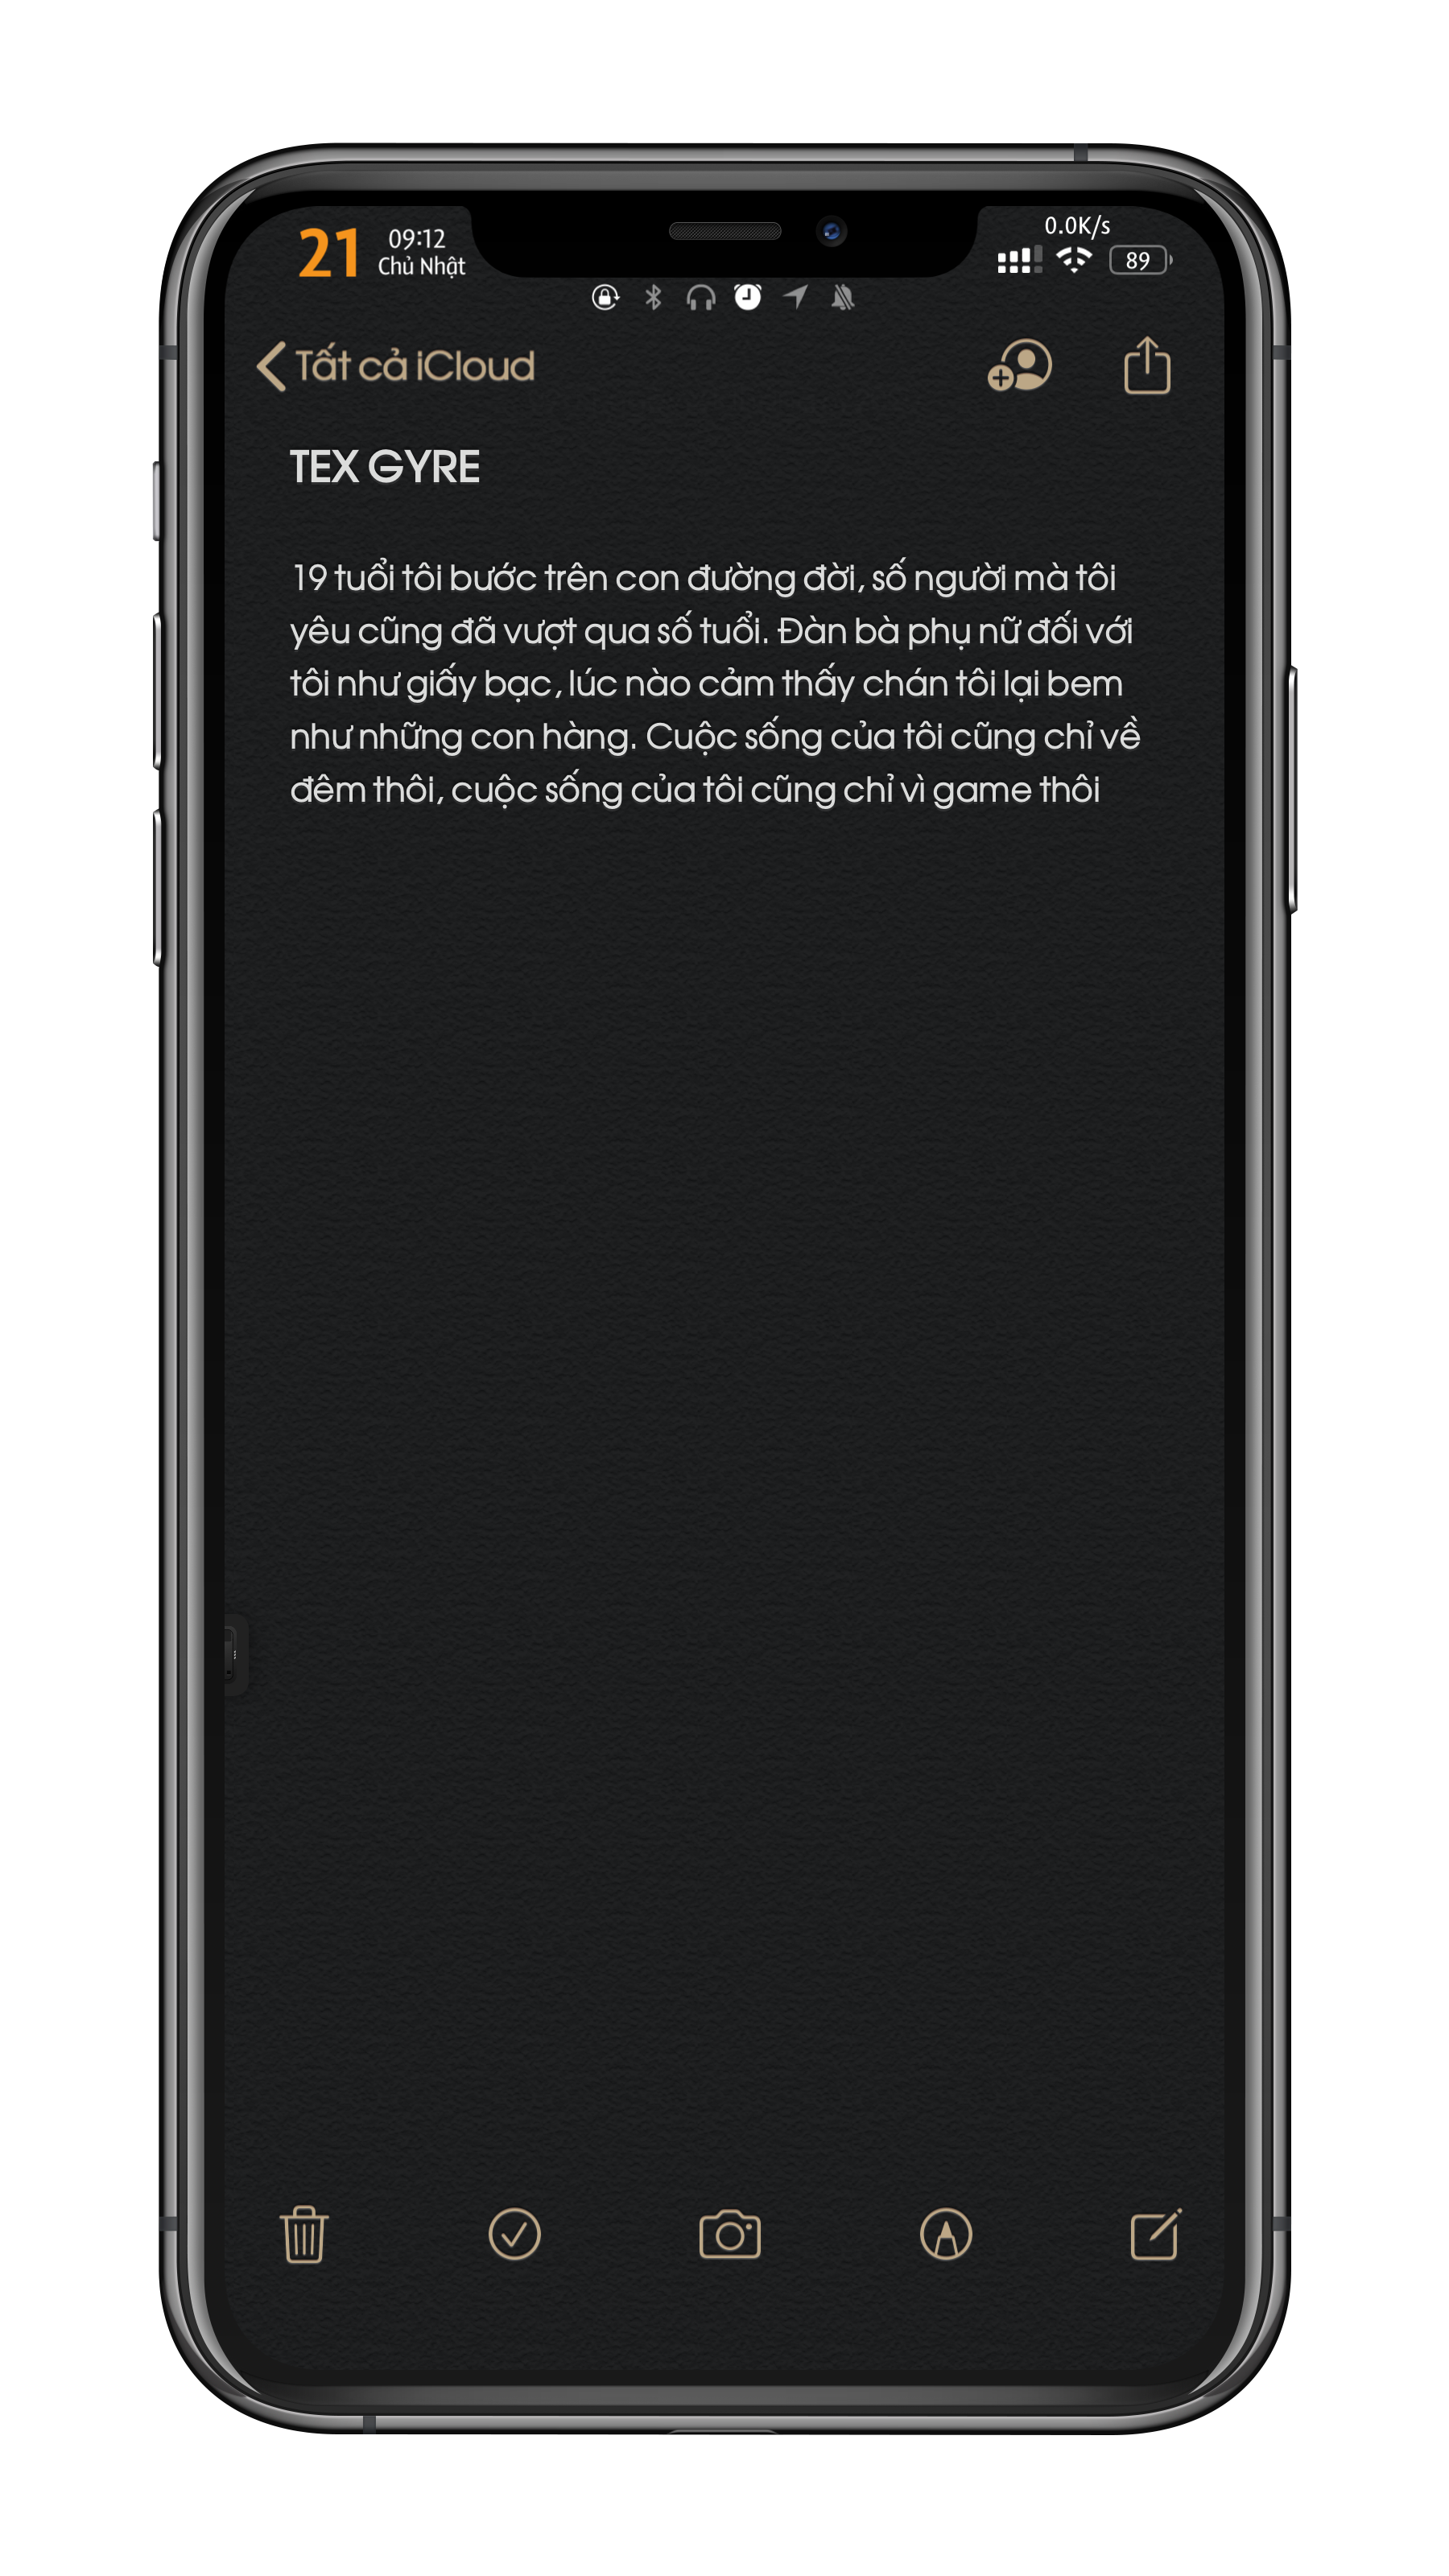 21
09:12
Chủ Nhật
0.0K/s
89
Tất cả iCloud
TEX GYRE
19 tuổi tôi bước trên con đường đời, số người mà tôi
yêu cũng đã vượt qua số tuổi. Đàn bà phụ nữ đối với
tôi như giấy bạc, lúc nào cảm thấy chán tôi lại bem
như những con hàng. Cuộc sống của tôi cũng chỉ về
đêm thôi, cuộc sống của tôi cũng chỉ vì game thôi